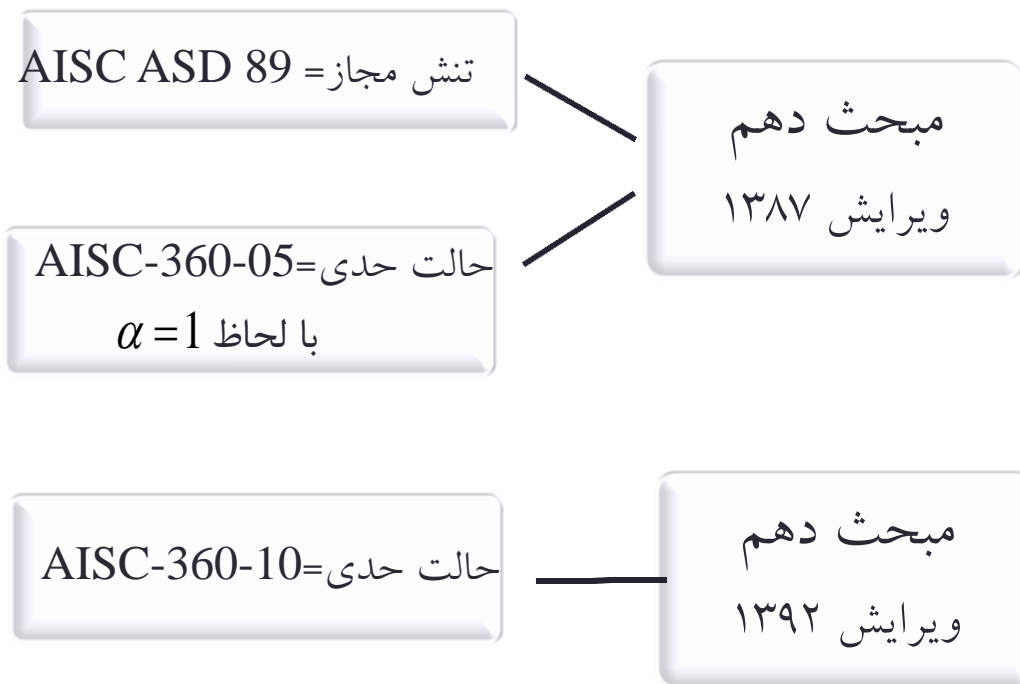 مبحث دهم
ویرایش ۱۳۸۷
تنش مجاز= AISC ASD 89
حالت حدی=AISC-360-05
با لحاظ α = 1
مبحث دهم
ویرایش ۱۳۹۲
حالت حدی=AISC-360-10